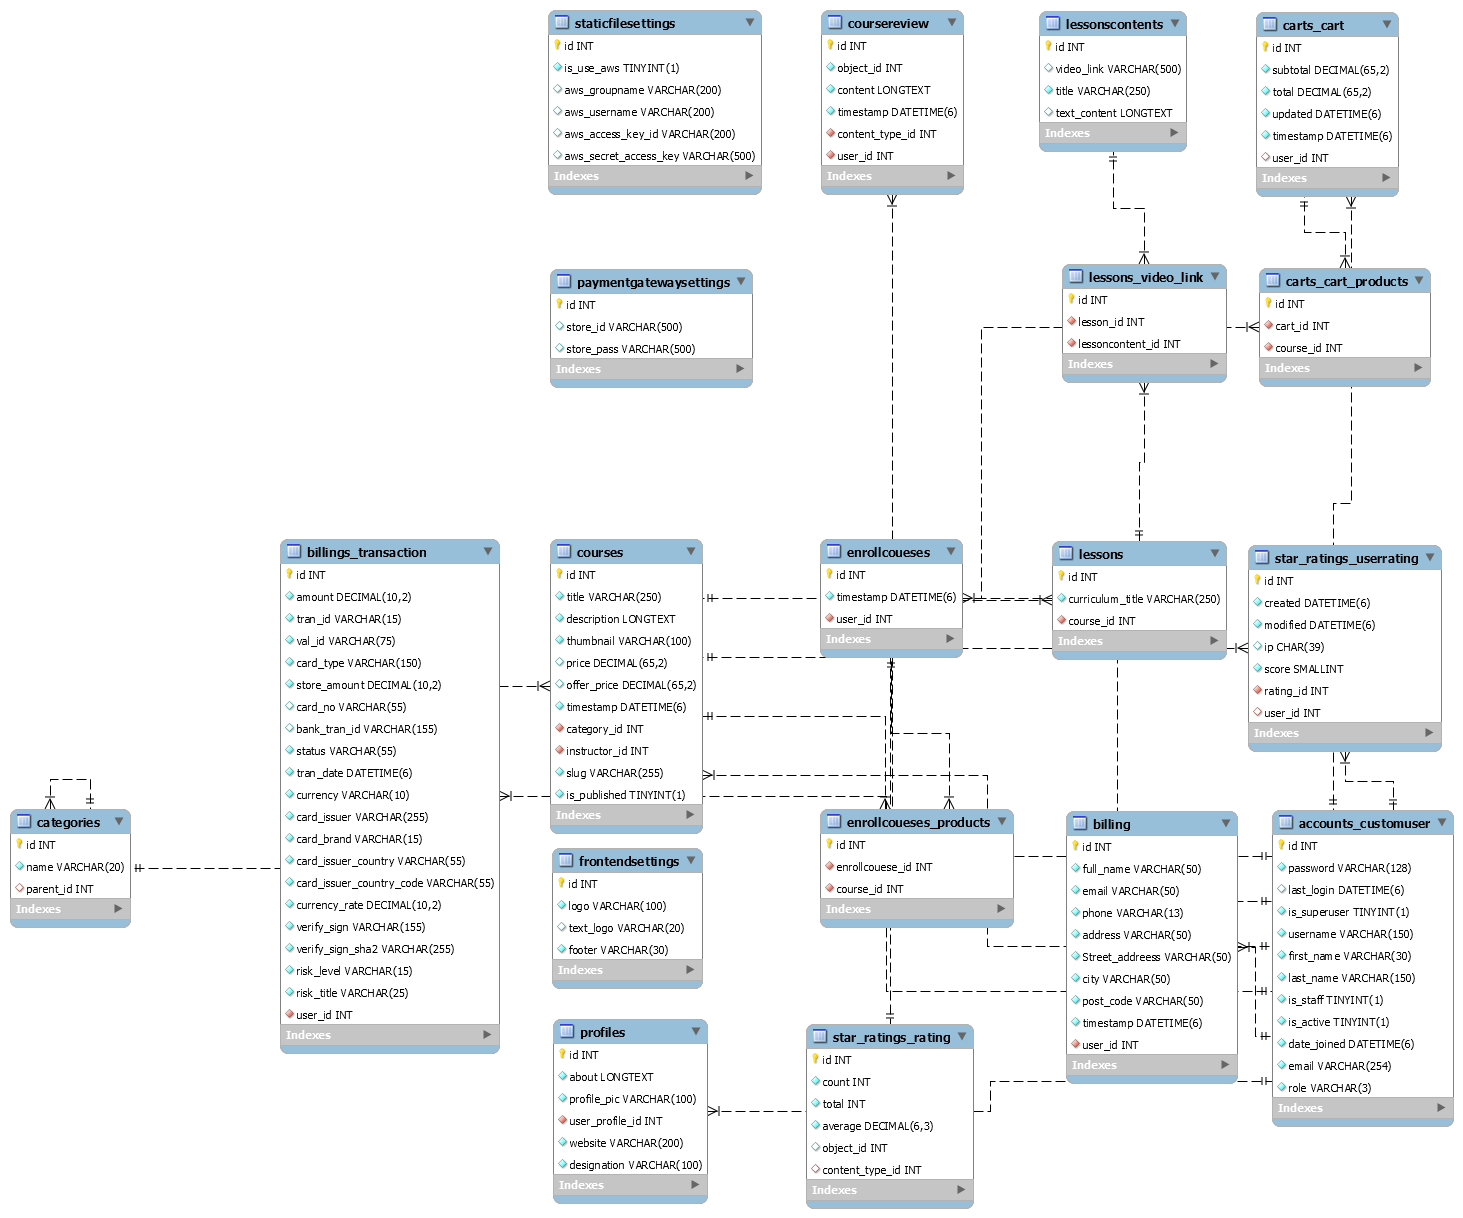 staticfilesettings
id INT
is_use_aws TINYINT(1)
aws_groupname VARCHAR(200)
aws_username VARCHAR(200)
aws_access_key_id VARCHAR(200)
aws_secret_access_key VARCHAR(500)
Indexes
coursereview
id INT
object_id INT
content LONGTEXT
timestamp DATETIME(6)
content_type_id INT
user_id INT
Indexes
lessonscontents
id INT
video_link VARCHAR(500)
title VARCHAR(250)
text_content LONGTEXT
Indexes
carts_cart
id INT
subtotal DECIMAL(65,2)
total DECIMAL(65,2)
updated DATETIME(6)
timestamp DATETIME(6)
user_id INT
Indexes
paymentgatewaysettings
id INT
store_id VARCHAR(500)
store_pass VARCHAR(500)
Indexes
lessons_video_link
id INT
lesson_id INT
lessoncontent_id INT
Indexes
carts_cart_products
id INT
cart_id INT
course_id INT
Indexes
billings_transaction
id INT
amount DECIMAL(10,2)
tran_id VARCHAR(15)
val_id VARCHAR(75)
card_type VARCHAR(150)
store_amount DECIMAL(10,2)
card_no VARCHAR(55)
bank_tran_id VARCHAR(155)
status VARCHAR(55)
tran_date DATETIME(6)
currency VARCHAR(10)
card_issuer VARCHAR(255)
card_brand VARCHAR(15)
card_issuer_country VARCHAR(55)
card_issuer_country_code VARCHAR(55)
currency_rate DECIMAL(10,2)
verify_sign VARCHAR(155)
verify_sign_sha2 VARCHAR(255)
risk_level VARCHAR(15)
risk_title VARCHAR(25)
user_id INT
Indexes
courses
id INT
title VARCHAR(250)
description LONGTEXT
thumbnail VARCHAR(100)
price DECIMAL(65,2)
offer_price DECIMAL(65,2)
timestamp DATETIME(6)
category_id INT
instructor_id INT
slug VARCHAR(255)
is_published TINYINT(1)
Indexes
enrollcoueses
id INT
timestamp DATETIME(6)
user_id INT
Indexes
lessons
id INT
curriculum_title VARCHAR(250)
course_id INT
Indexes
star_ratings_userrating
id INT
created DATETIME(6)
modified DATETIME(6)
ip CHAR(39)
score SMALLINT
rating_id INT
user_id INT
Indexes
categories
id INT
name VARCHAR(20)
parent_id INT
Indexes
frontendsettings
id INT
logo VARCHAR(100)
text_logo VARCHAR(20)
footer VARCHAR(30)
Indexes
enrollcoueses_products
id INT
enrollcouese_id INT
course_id INT
Indexes
billing
id INT
full_name VARCHAR(50)
email VARCHAR(50)
phone VARCHAR(13)
address VARCHAR(50)
Street_addreess VARCHAR(50)
city VARCHAR(50)
post_code VARCHAR(50)
timestamp DATETIME(6)
user_id INT
Indexes
accounts_customuser
id INT
password VARCHAR(128)
last_login DATETIME(6)
is_superuser TINYINT(1)
username VARCHAR(150)
first_name VARCHAR(30)
last_name VARCHAR(150)
is_staff TINYINT(1)
is_active TINYINT(1)
date_joined DATETIME(6)
email VARCHAR(254)
role VARCHAR(3)
Indexes
profiles
id INT
about LONGTEXT
profile_pic VARCHAR(100)
user_profile_id INT
website VARCHAR(200)
designation VARCHAR(100)
Indexes
star_ratings_rating
id INT
count INT
total INT
average DECIMAL(6,3)
object_id INT
content_type_id INT
Indexes